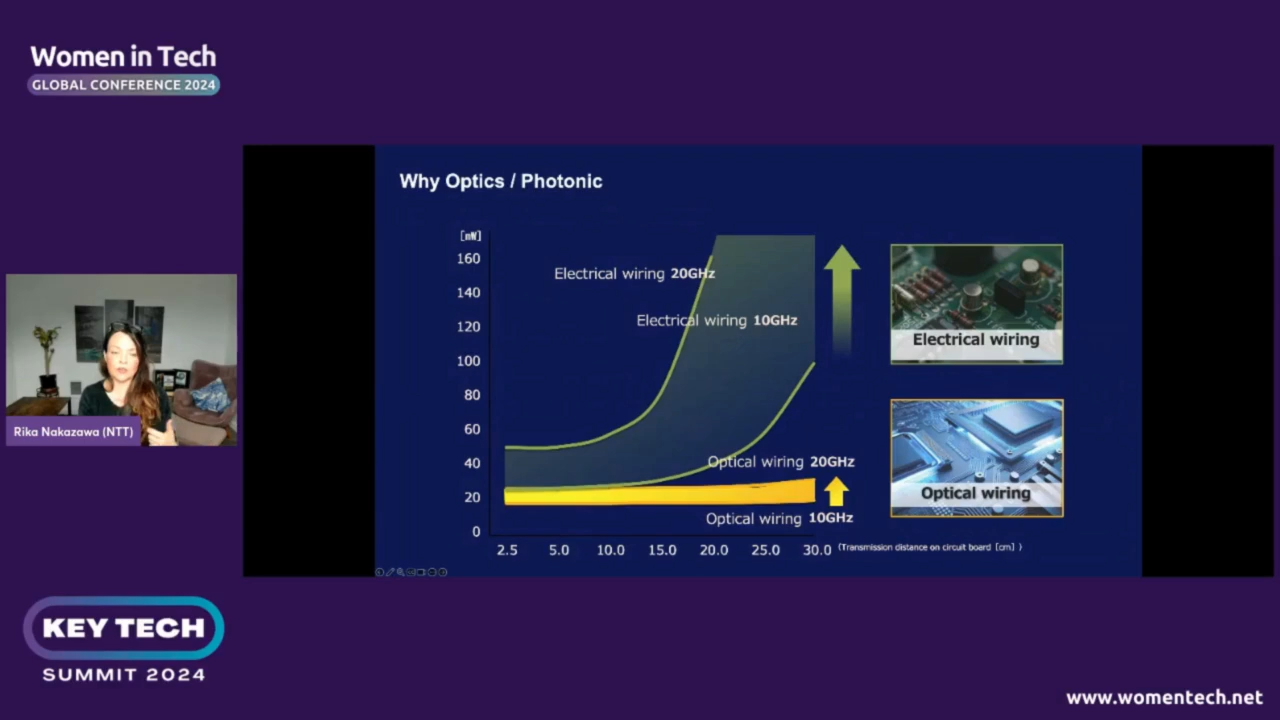 Women in Tech
GLOBAL CONFERENCE 2024
Why Optics / Photonic
[mW]
160
140
120
100
80
60
40
20
0
Electrical wiring 20GHz
Electrical wiring 10GHz
Optical wiring 20GHz
Optical wiring 10GHz
2.5 5.0 10.0 15.0 20.0 25.0 30.0 (Transmission distance on circuit board [cm] )
Electrical wiring
Optical wiring
Rika Nakazawa (NTT)
KEY TECH
SUMMIT 2024
www.womentech.net